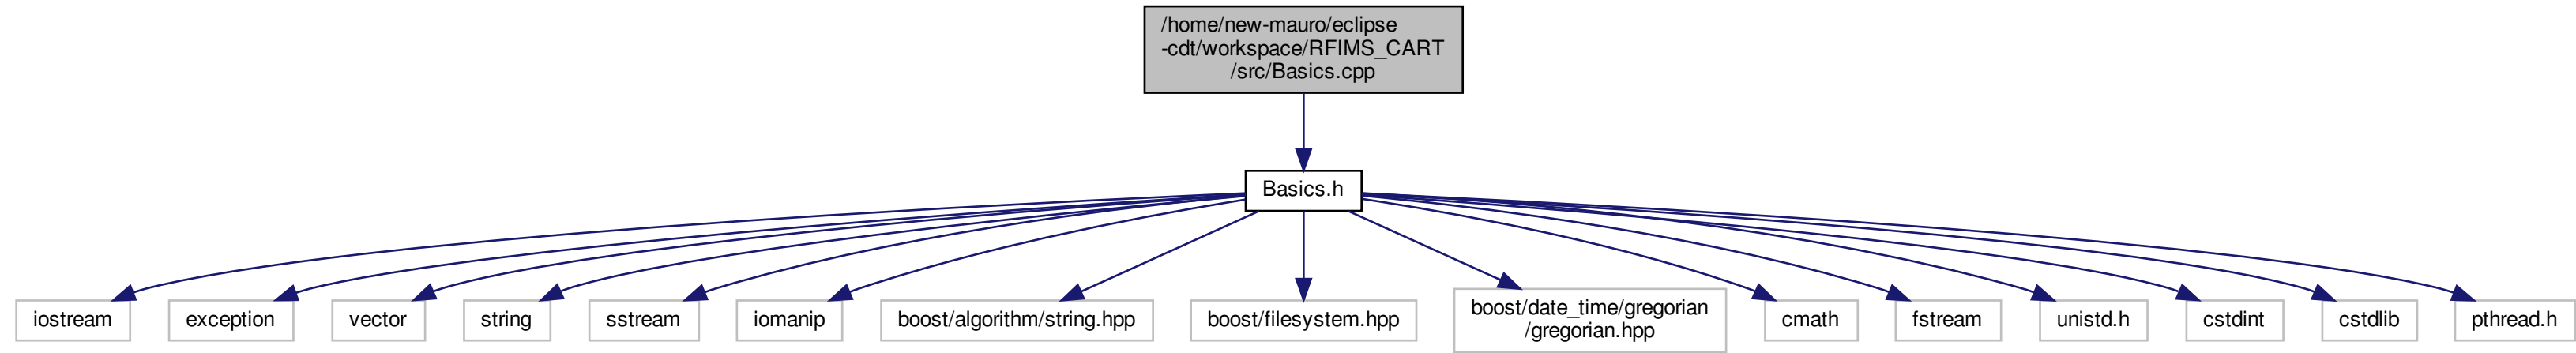 /home/new-mauro/eclipse
-cdt/workspace/RFIMS_CART
/src/Basics.cpp
Basics.h
iostream
exception
vector
string
sstream
iomanip
boost/algorithm/string.hpp
boost/filesystem.hpp
boost/date_time/gregorian
/gregorian.hpp
cmath
fstream
unistd.h
cstdint
cstdlib
pthread.h